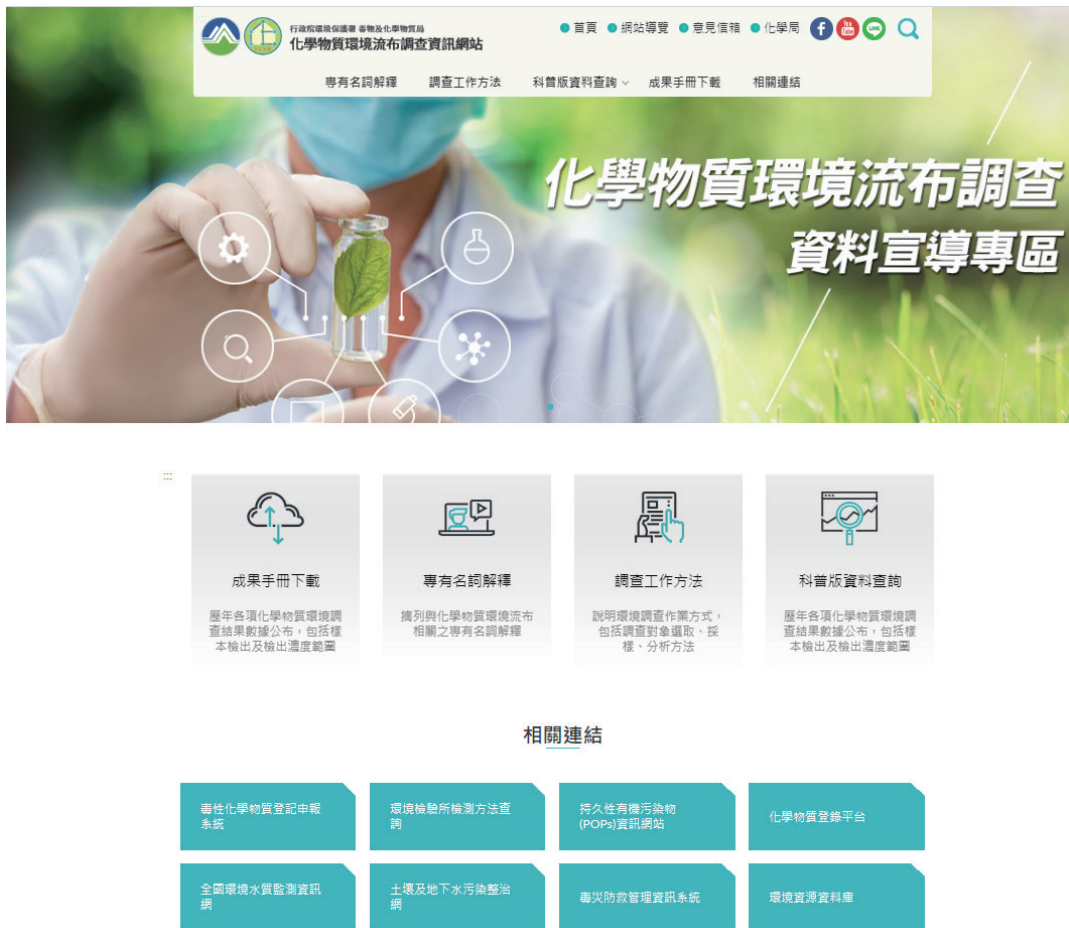 行政院環境保護署 毒物及化學物質局
化學物質環境流布調查資訊網站
首頁 網站導覽 意見信箱 化學局
專有名詞解釋 調查工作方法 科普版資料查詢 成果手冊下載 相關連結
化學物質環境流布調查
資料宣導專區
成果手冊下載
歷年各項化學物質環境調
查結果數據公布，包括樣
本檢出及檢出濃度範圍
專有名詞解釋
摘列與化學物質環境流布
相關之專有名詞解釋
調查工作方法
說明環境調查作業方式，
包括調查對象選取、採
樣、分析方法
科普版資料查詢
歷年各項化學物質環境調
查結果數據公布，包括樣
本檢出及檢出濃度範圍
相關連結
毒性化學物質登記申報
系統
環境檢驗所檢測方法查
詢
持久性有機污染物
(POPs)資訊網站
化學物質登錄平台
全國環境水質監測資訊
網
土壤及地下水污染整治
網
毒災防救管理資訊系統
環境資源資料庫